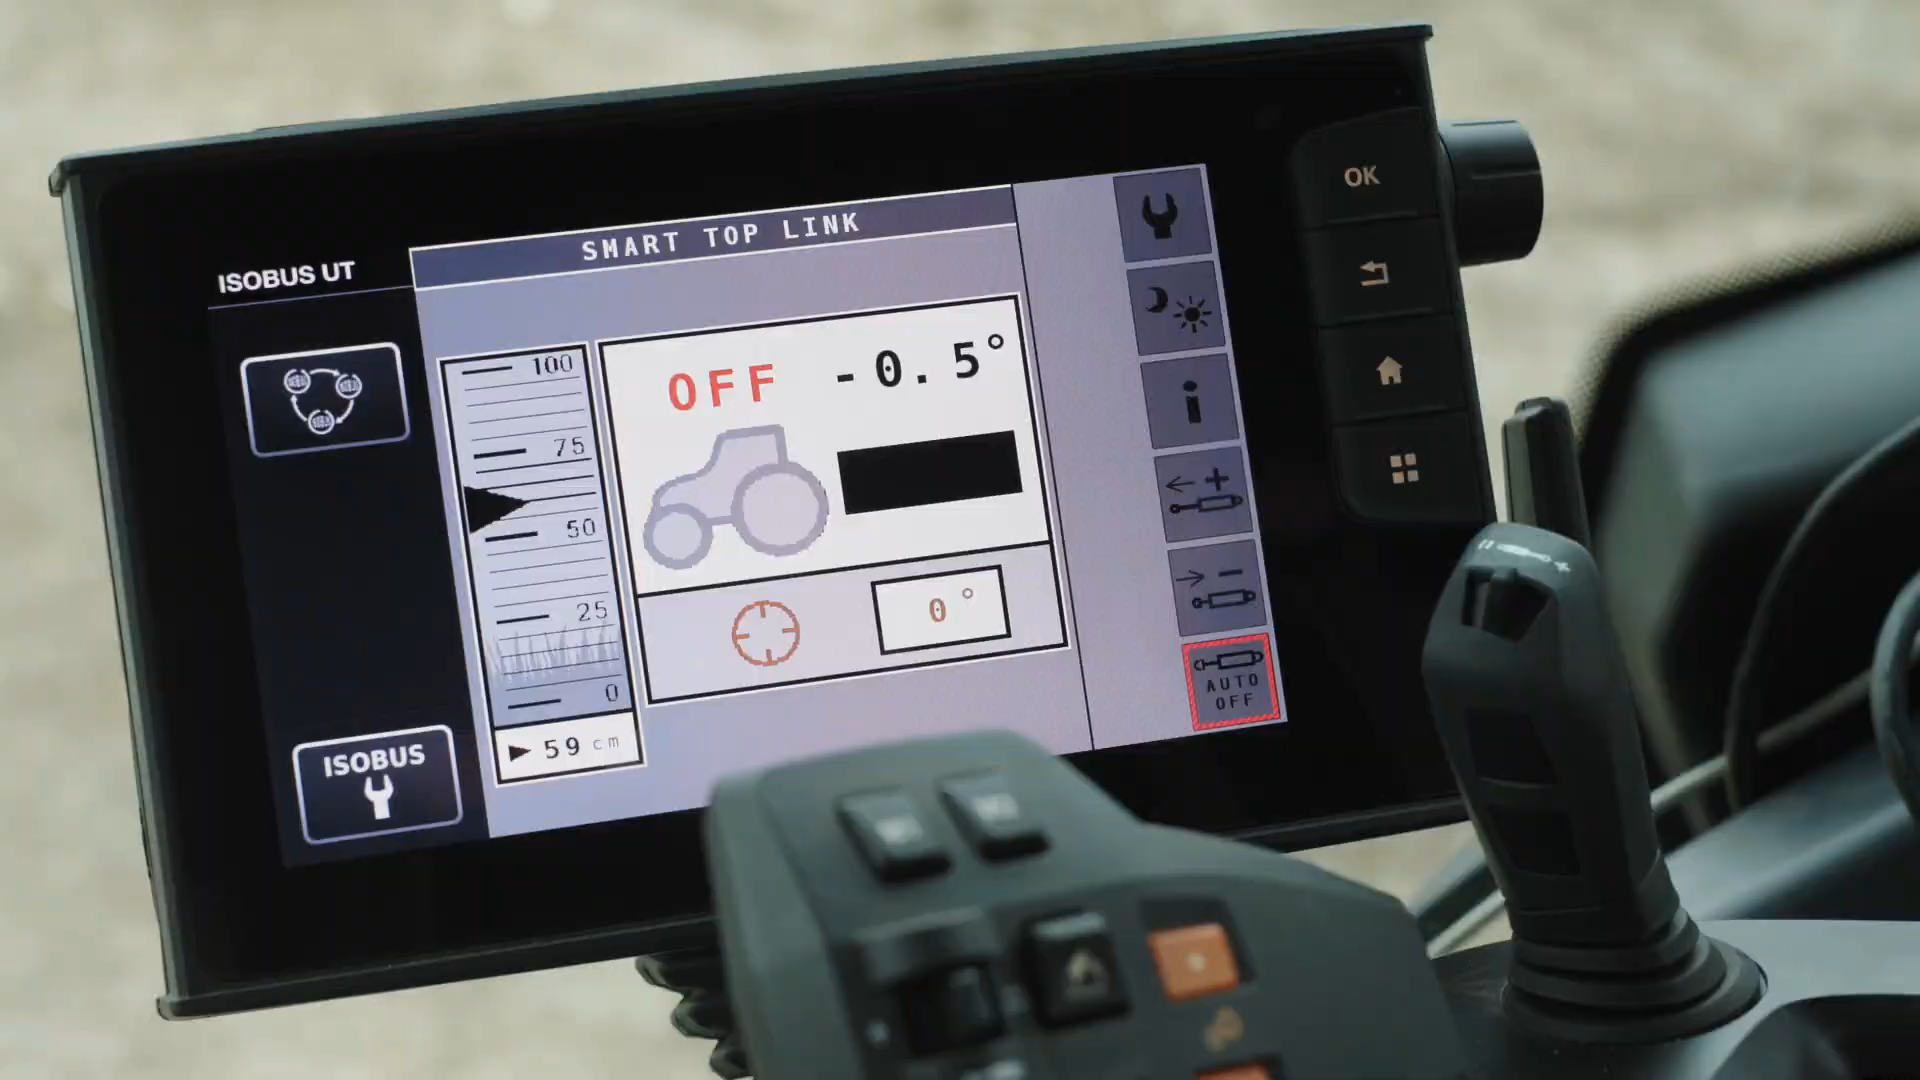 ISOBUS UT
SMART TOP LINK
100
75
50
25
0
59 cm
OFF -0.5°
0°
ISOBUS
AUTO
OFF
OK